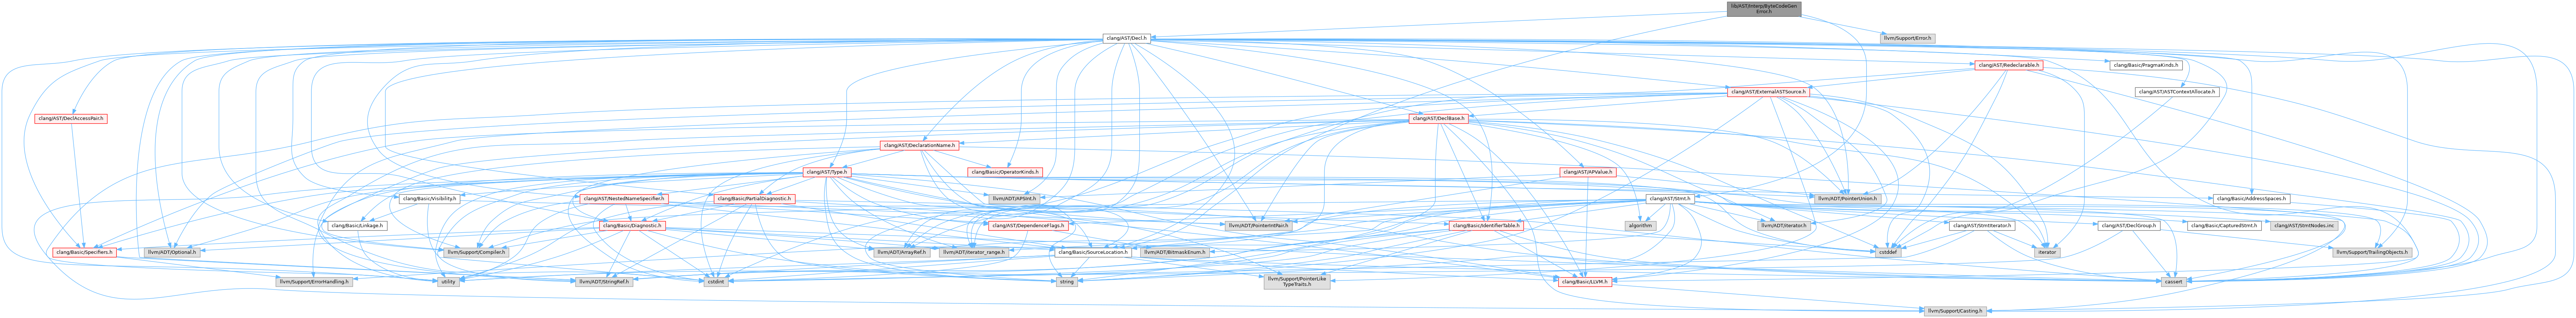 lib/AST/Interp/ByteCodeGen
Error.h
clang/AST/Decl.h
llvm/Support/Error.h
clang/AST/Redeclarable.h
clang/Basic/PragmaKinds.h
clang/AST/ExternalASTSource.h
clang/AST/ASTContextAllocate.h
clang/AST/DeclAccessPair.h
clang/AST/DeclBase.h
clang/AST/DeclarationName.h
clang/AST/Type.h
clang/Basic/OperatorKinds.h
clang/AST/APValue.h
clang/Basic/Visibility.h
clang/AST/NestedNameSpecifier.h
clang/Basic/PartialDiagnostic.h
llvm/ADT/APSInt.h
llvm/ADT/PointerUnion.h
clang/AST/Stmt.h
clang/Basic/AddressSpaces.h
clang/Basic/Linkage.h
clang/Basic/Diagnostic.h
clang/AST/DependenceFlags.h
llvm/ADT/PointerIntPair.h
clang/Basic/IdentifierTable.h
algorithm
llvm/ADT/iterator.h
clang/AST/StmtIterator.h
clang/AST/DeclGroup.h
clang/Basic/CapturedStmt.h
clang/AST/StmtNodes.inc
clang/Basic/Specifiers.h
llvm/ADT/Optional.h
llvm/Support/Compiler.h
llvm/ADT/ArrayRef.h
llvm/ADT/iterator_range.h
clang/Basic/SourceLocation.h
llvm/ADT/BitmaskEnum.h
cstddef
iterator
llvm/Support/TrailingObjects.h
llvm/Support/ErrorHandling.h
utility
llvm/ADT/StringRef.h
cstdint
string
llvm/Support/PointerLike
TypeTraits.h
clang/Basic/LLVM.h
cassert
llvm/Support/Casting.h